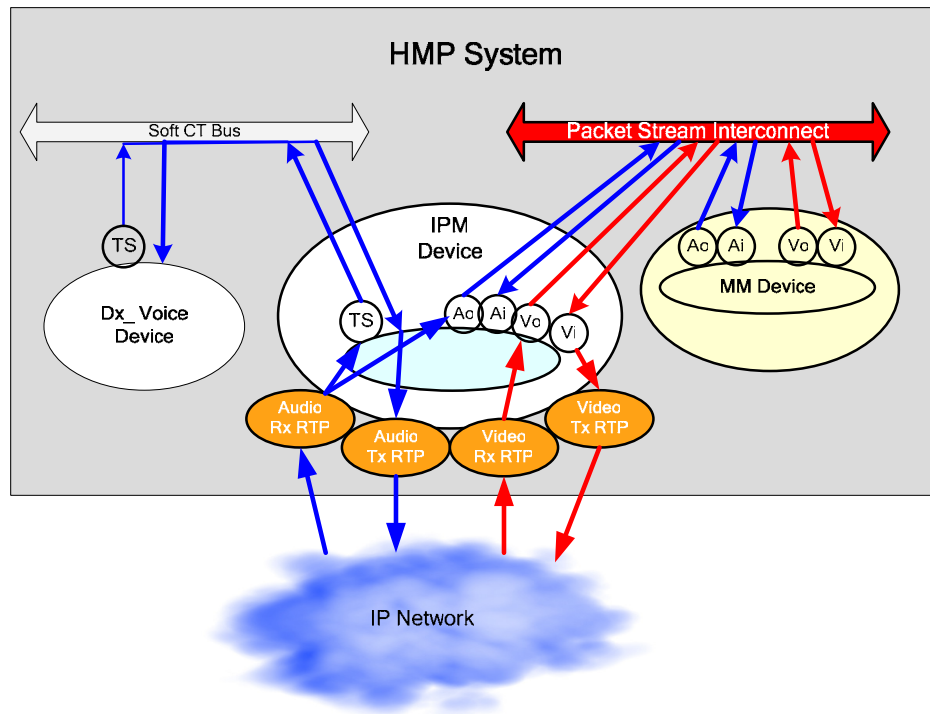 HMP System
Soft CT Bus
Packet Stream Interconnect
TS
Dx_ Voice
Device
IPM
Device
TS
Ao
Ai
Vo
Vi
Ao
Ai
Vo
Vi
MM Device
Audio
Rx RTP
Audio
Tx RTP
Video
Rx RTP
Video
Tx RTP
IP Network